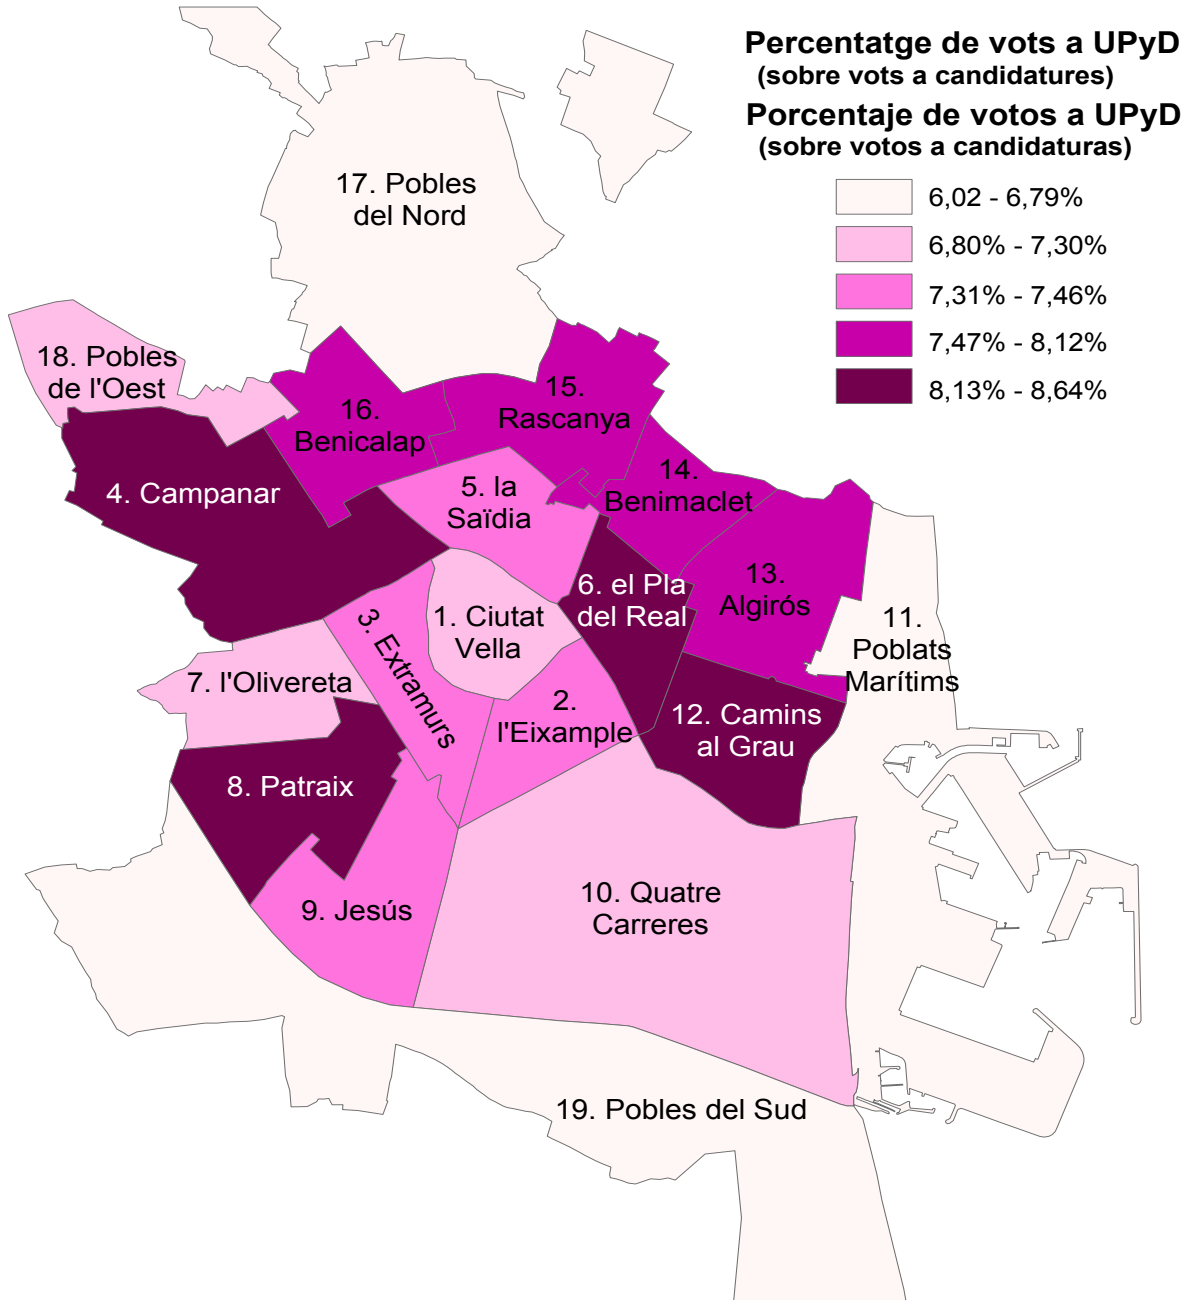 Percentatge de vots a UPyD
(sobre vots a candidatures)
Porcentaje de votos a UPyD
(sobre votos a candidaturas)
6,02 - 6,79%
6,80% - 7,30%
7,31% - 7,46%
7,47% - 8,12%
8,13% - 8,64%
17. Pobles
del Nord
18. Pobles
de l'Oest
16.
Benicalap
15.
Rascanya
4. Campanar
5. la
Saïdia
14.
Benimaclet
6. el Pla
del Real
13.
Algirós
11.
Poblats
Marítims
3. Extramurs
1. Ciutat
Vella
7. l'Olivereta
2.
l'Eixample
12. Camins
al Grau
8. Patraix
9. Jesús
10. Quatre
Carreres
19. Pobles del Sud